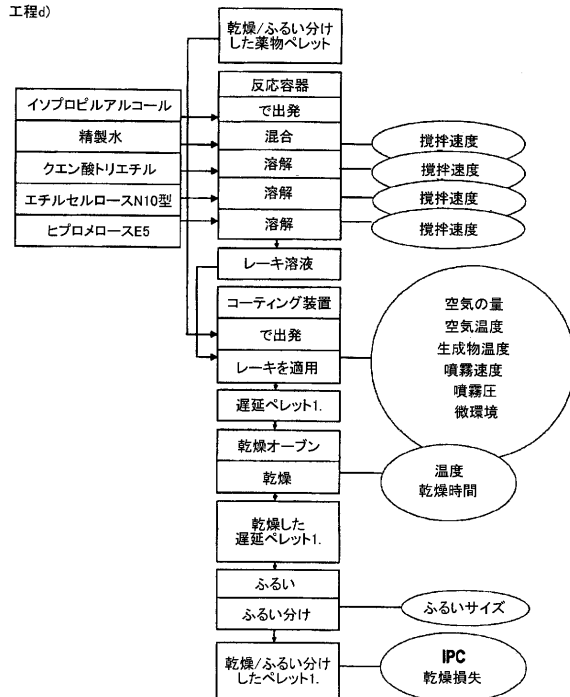 工程d)
乾燥/ふるい分け
した薬物ペレット
イソプロピルアルコール
精製水
クエン酸トリエチル
エチルセルロースN10型
ヒプロメロースE5
反応容器
で出発
混合
溶解
溶解
溶解
撹拌速度
撹拌速度
撹拌速度
撹拌速度
レーキ溶液
コーティング装置
で出発
レーキを適用
空気の量
空気温度
生成物温度
噴霧速度
噴霧圧
微環境
遅延ペレット1.
乾燥オーブン
乾燥
温度
乾燥時間
乾燥した
遅延ペレット1.
ふるい
ふるい分け
ふるいサイズ
乾燥/ふるい分け
したペレット1.
IPC
乾燥損失